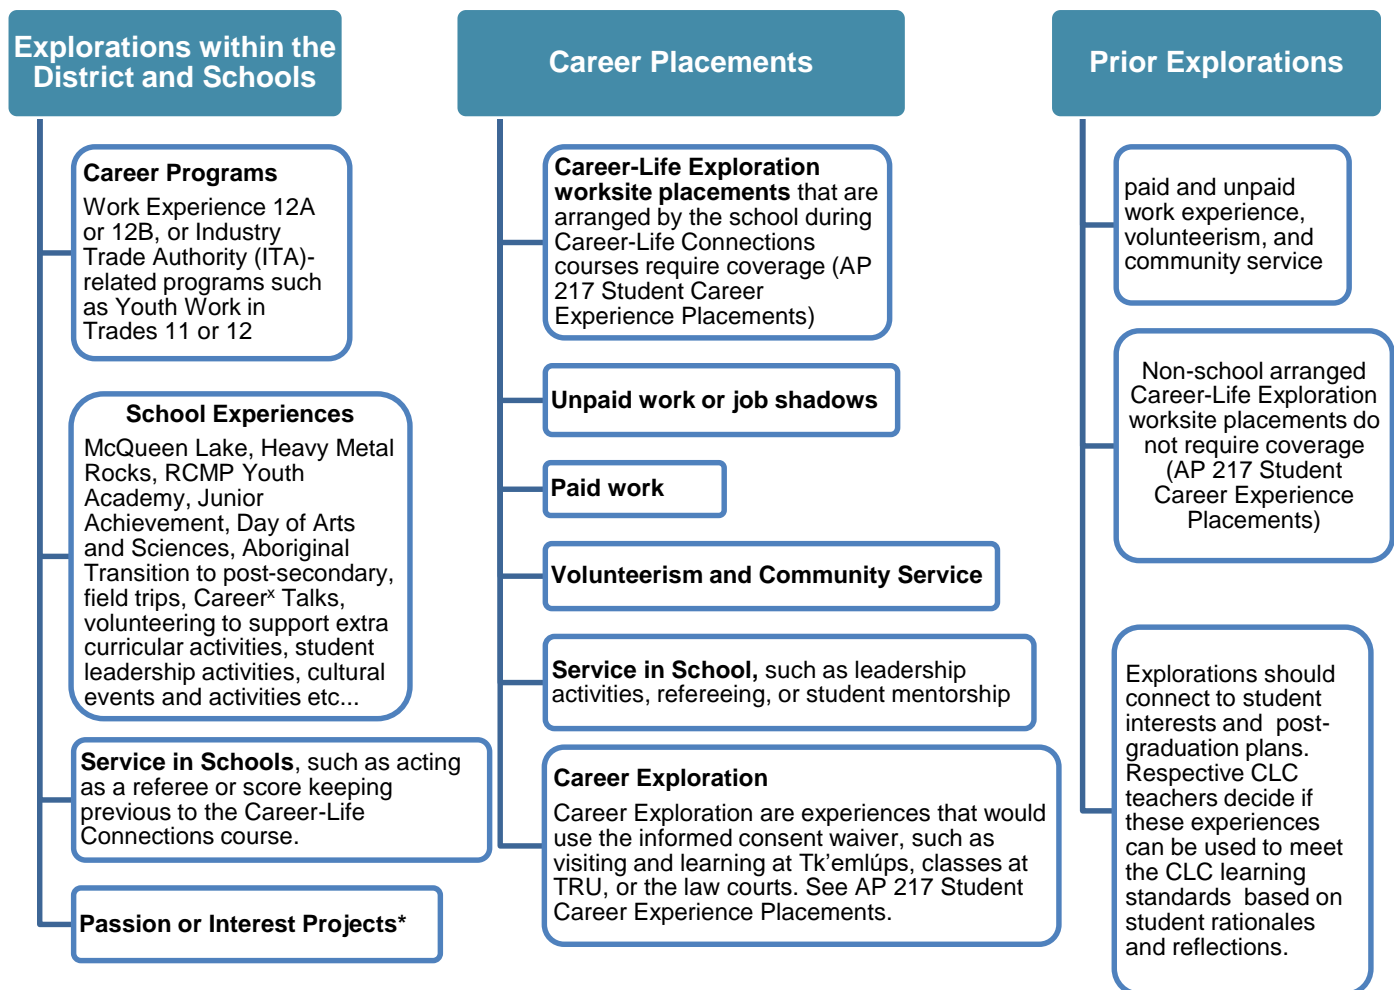 Explorations within the
District and Schools
Career Programs
Work Experience 12A
or 12B, or Industry
Trade Authority (ITA)-
related programs such
as Youth Work in
Trades 11 or 12
School Experiences
McQueen Lake, Heavy Metal
Rocks, RCMP Youth
Academy, Junior
Achievement, Day of Arts
and Sciences, Aboriginal
Transition to post-secondary,
field trips, Careerˣ Talks,
volunteering to support extra
curricular activities, student
leadership activities, cultural
events and activities etc...
Service in Schools, such as acting
as a referee or score keeping
previous to the Career-Life
Connections course.
Passion or Interest Projects*
Career Placements
Career-Life Exploration
worksite placements that are
arranged by the school during
Career-Life Connections
courses require coverage (AP
217 Student Career
Experience Placements)
Unpaid work or job shadows
Paid work
Volunteerism and Community Service
Service in School, such as leadership
activities, refereeing, or student mentorship
Career Exploration
Career Exploration are experiences that would
use the informed consent waiver, such as
visiting and learning at Tk'emlúps, classes at
TRU, or the law courts. See AP 217 Student
Career Experience Placements.
Prior Explorations
paid and unpaid
work experience,
volunteerism, and
community service
Non-school arranged
Career-Life Exploration
worksite placements do
not require coverage
(AP 217 Student
Career Experience
Placements)
Explorations should
connect to student
interests and post-
graduation plans.
Respective CLC
teachers decide if
these experiences
can be used to meet
the CLC learning
standards based on
student rationales
and reflections.